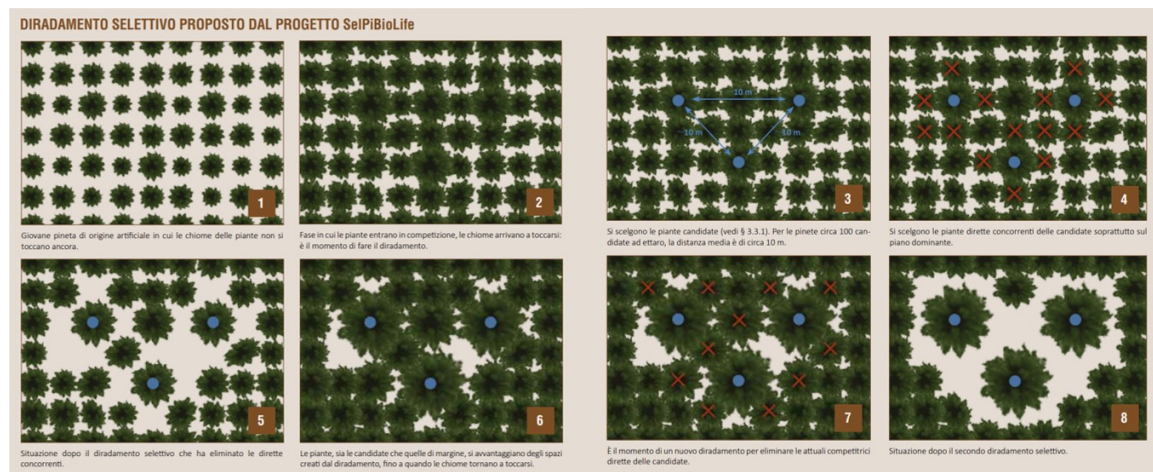 DIRADAMENTO SELETTIVO PROPOSTO DAL PROGETTO SelPiBioLife
1
2
10 m
10 m
10 m
3
4
Giovane pineta di origine artificiale in cui le chiome delle piante non si
toccano ancora.
Fase in cui le piante entrano in competizione, le chiome arrivano a toccarsi:
è il momento di fare il diradamento.
Si scelgono le piante candidate (vedi § 3.3.1). Per le pinete circa 100 can-
didate ad ettaro, la distanza media è di circa 10 m.
Si scelgono le piante dirette concorrenti delle candidate soprattutto sul
piano dominante.
5
6
7
8
Situazione dopo il diradamento selettivo che ha eliminato le dirette
concorrenti.
Le piante, sia le candidate che quelle di margine, si avvantaggiano degli spazi
creati dal diradamento, fino a quando le chiome tornano a toccarsi.
È il momento di un nuovo diradamento per eliminare le attuali competitrici
dirette delle candidate.
Situazione dopo il secondo diradamento selettivo.